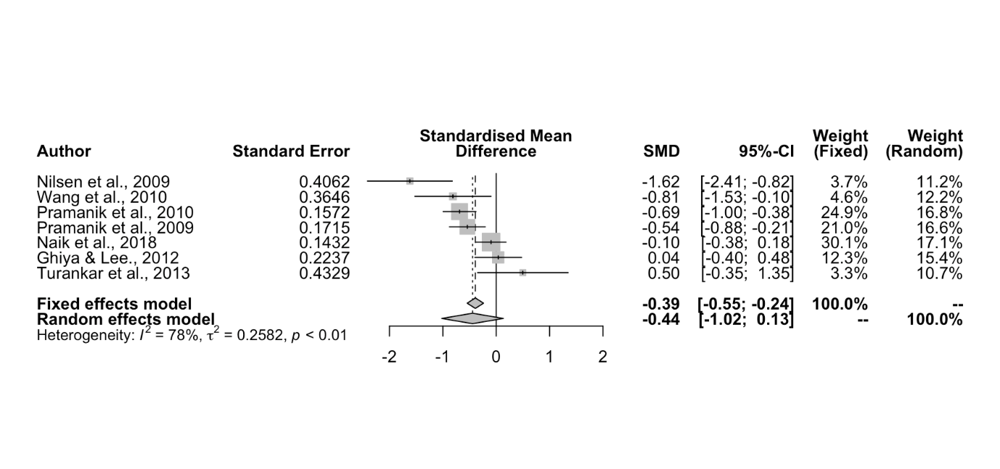 Standardised Mean Weight Weight
Author Standard Error Difference SMD 95%-CI (Fixed) (Random)
Nilsen et al., 2009 0.4062 -1.62 [-2.41; -0.82] 3.7% 11.2%
Wang et al., 2010 0.3646 -0.81 [-1.53; -0.10] 4.6% 12.2%
Pramanik et al., 2010 0.1572 -0.69 [-1.00; -0.38] 24.9% 16.8%
Pramanik et al., 2009 0.1715 -0.54 [-0.88; -0.21] 21.0% 16.6%
Naik et al., 2018 0.1432 -0.10 [-0.38; 0.18] 30.1% 17.1%
Ghiya & Lee., 2012 0.2237 0.04 [-0.40; 0.48] 12.3% 15.4%
Turankar et al., 2013 0.4329 0.50 [-0.35; 1.35] 3.3% 10.7%
Fixed effects model -0.39 [-0.55; -0.24] 100.0% --
Random effects model -0.44 [-1.02; 0.13] -- 100.0%
Heterogeneity: I² = 78%, τ² = 0.2582, p < 0.01
-2 -1 0 1 2